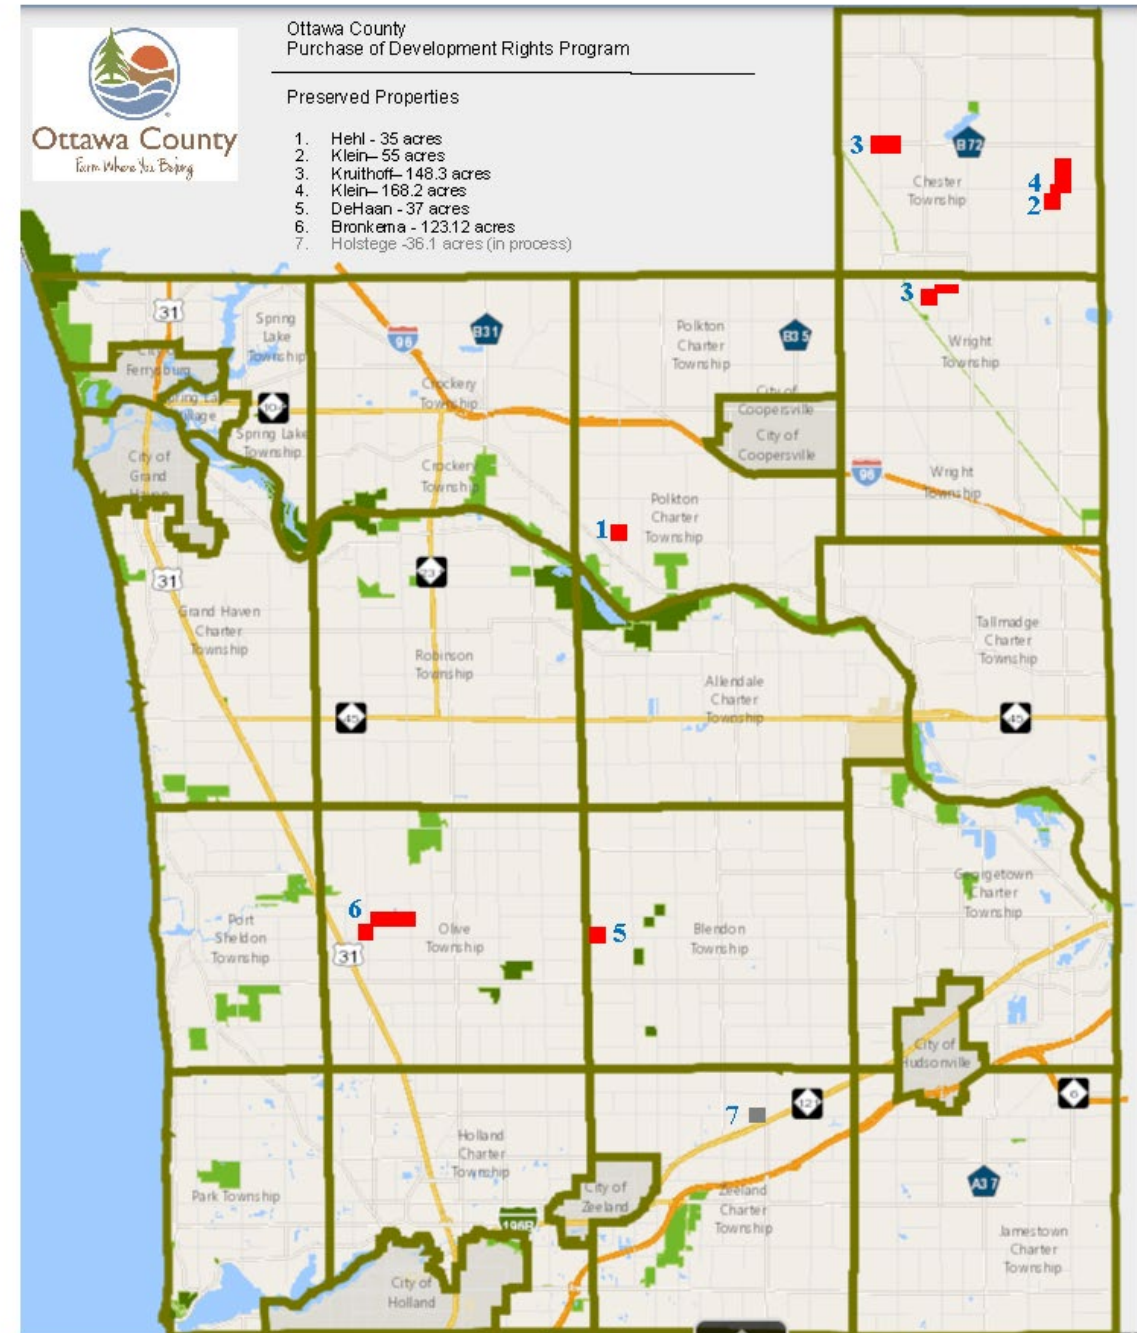 Ottawa County
Purchase of Development Rights Program
Preserved Properties
1. Hehl - 35 acres
2. Klein– 55 acres
3. Kruithoff– 148.3 acres
4. Klein– 168.2 acres
5. DeHaan - 37 acres
6. Bronkema - 123.12 acres
7. Holstege -36.1 acres (in process)
Ottawa County
Where You Belong
3
B72
Chester
Township
4
2
31
Spring
Lake
Township
B31
96
Polkton
Charter
Township
B35
3
Wright
Township
City of
Ferrysburg
Crockery
Township
City of
Coopersville
Spring Lake
Village
104
City of
Coopersville
Spring Lake
Township
City of
Grand
Haven
Crockery
Township
96
Wright
Township
Polkton
Charter
Township
1
31
231
Grand Haven
Charter
Township
Tallmadge
Charter
Township
Robinson
Township
Allendale
Charter
Township
45
45
Georgetown
Charter
Township
6
Port
Sheldon
Township
Olive
Township
5
Blendon
Township
31
City of
Hudsonville
7
121
6
Holland
Charter
Township
Park Township
City of
Zeeland
Zeeland
Charter
Township
A37
196B
Jamestown
Charter
Township
City of
Holland